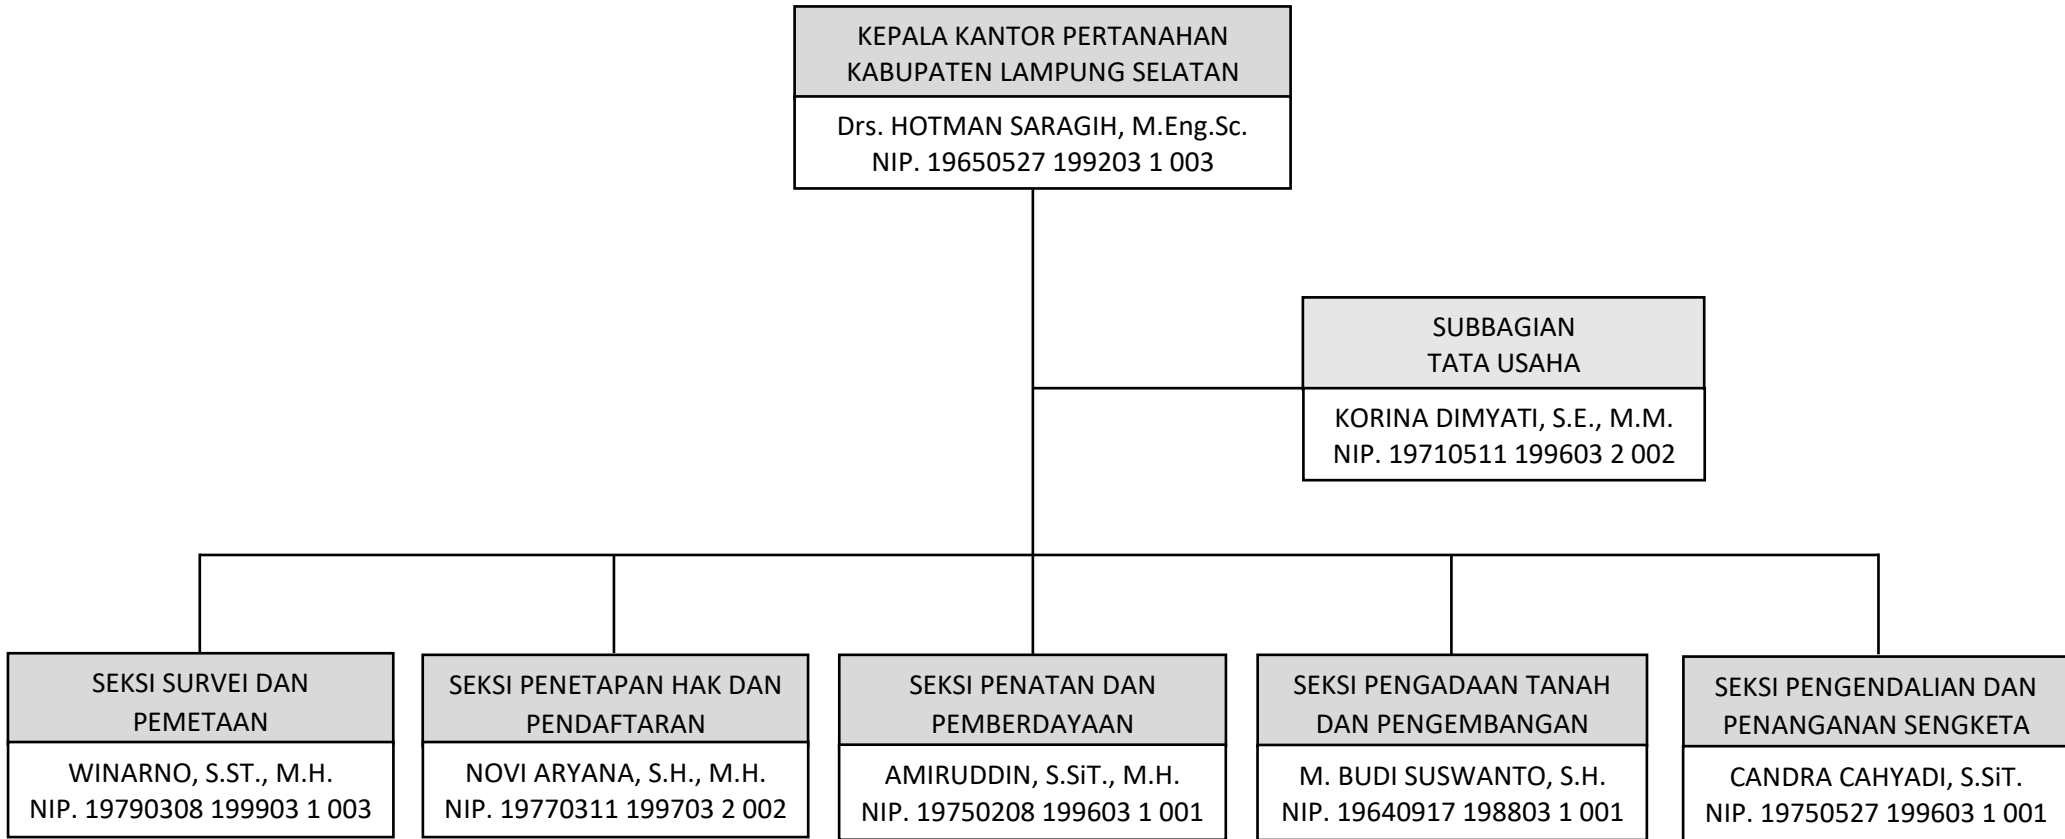 KEPALA KANTOR PERTANAHAN
KABUPATEN LAMPUNG SELATAN
Drs. HOTMAN SARAGIH, M.Eng.Sc.
NIP. 19650527 199203 1 003
SUBBAGIAN
TATA USAHA
KORINA DIMYATI, S.E., M.M.
NIP. 19710511 199603 2 002
SEKSI SURVEI DAN
PEMETAAN
WINARNO, S.ST., M.H.
NIP. 19790308 199903 1 003
SEKSI PENETAPAN HAK DAN
PENDAFTARAN
NOVI ARYANA, S.H., M.H.
NIP. 19770311 199703 2 002
SEKSI PENATAN DAN
PEMBERDAYAAN
AMIRUDDIN, S.SiT., M.H.
NIP. 19750208 199603 1 001
SEKSI PENGADAAN TANAH
DAN PENGEMBANGAN
M. BUDI SUSWANTO, S.H.
NIP. 19640917 198803 1 001
SEKSI PENGENDALIAN DAN
PENANGANAN SENGKETA
CANDRA CAHYADI, S.SiT.
NIP. 19750527 199603 1 001